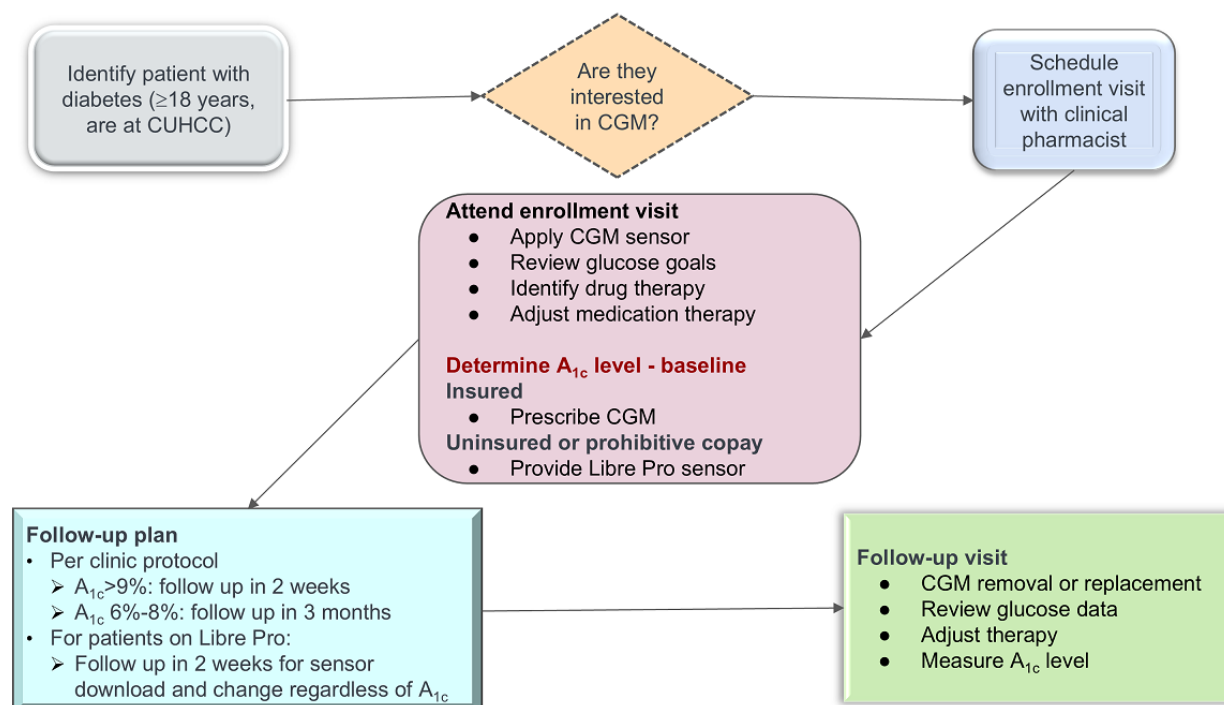 Identify patient with
diabetes (≥18 years,
are at CUHCC)
Are they
interested
in CGM?
Schedule
enrollment visit
with clinical
pharmacist
Attend enrollment visit
● Apply CGM sensor
● Review glucose goals
● Identify drug therapy
● Adjust medication therapy
Determine A1c level - baseline
Insured
● Prescribe CGM
Uninsured or prohibitive copay
● Provide Libre Pro sensor
Follow-up plan
• Per clinic protocol
➢ A1c>9%: follow up in 2 weeks
➢ A1c 6%-8%: follow up in 3 months
• For patients on Libre Pro:
➢ Follow up in 2 weeks for sensor
download and change regardless of A1c
Follow-up visit
● CGM removal or replacement
● Review glucose data
● Adjust therapy
● Measure A1c level